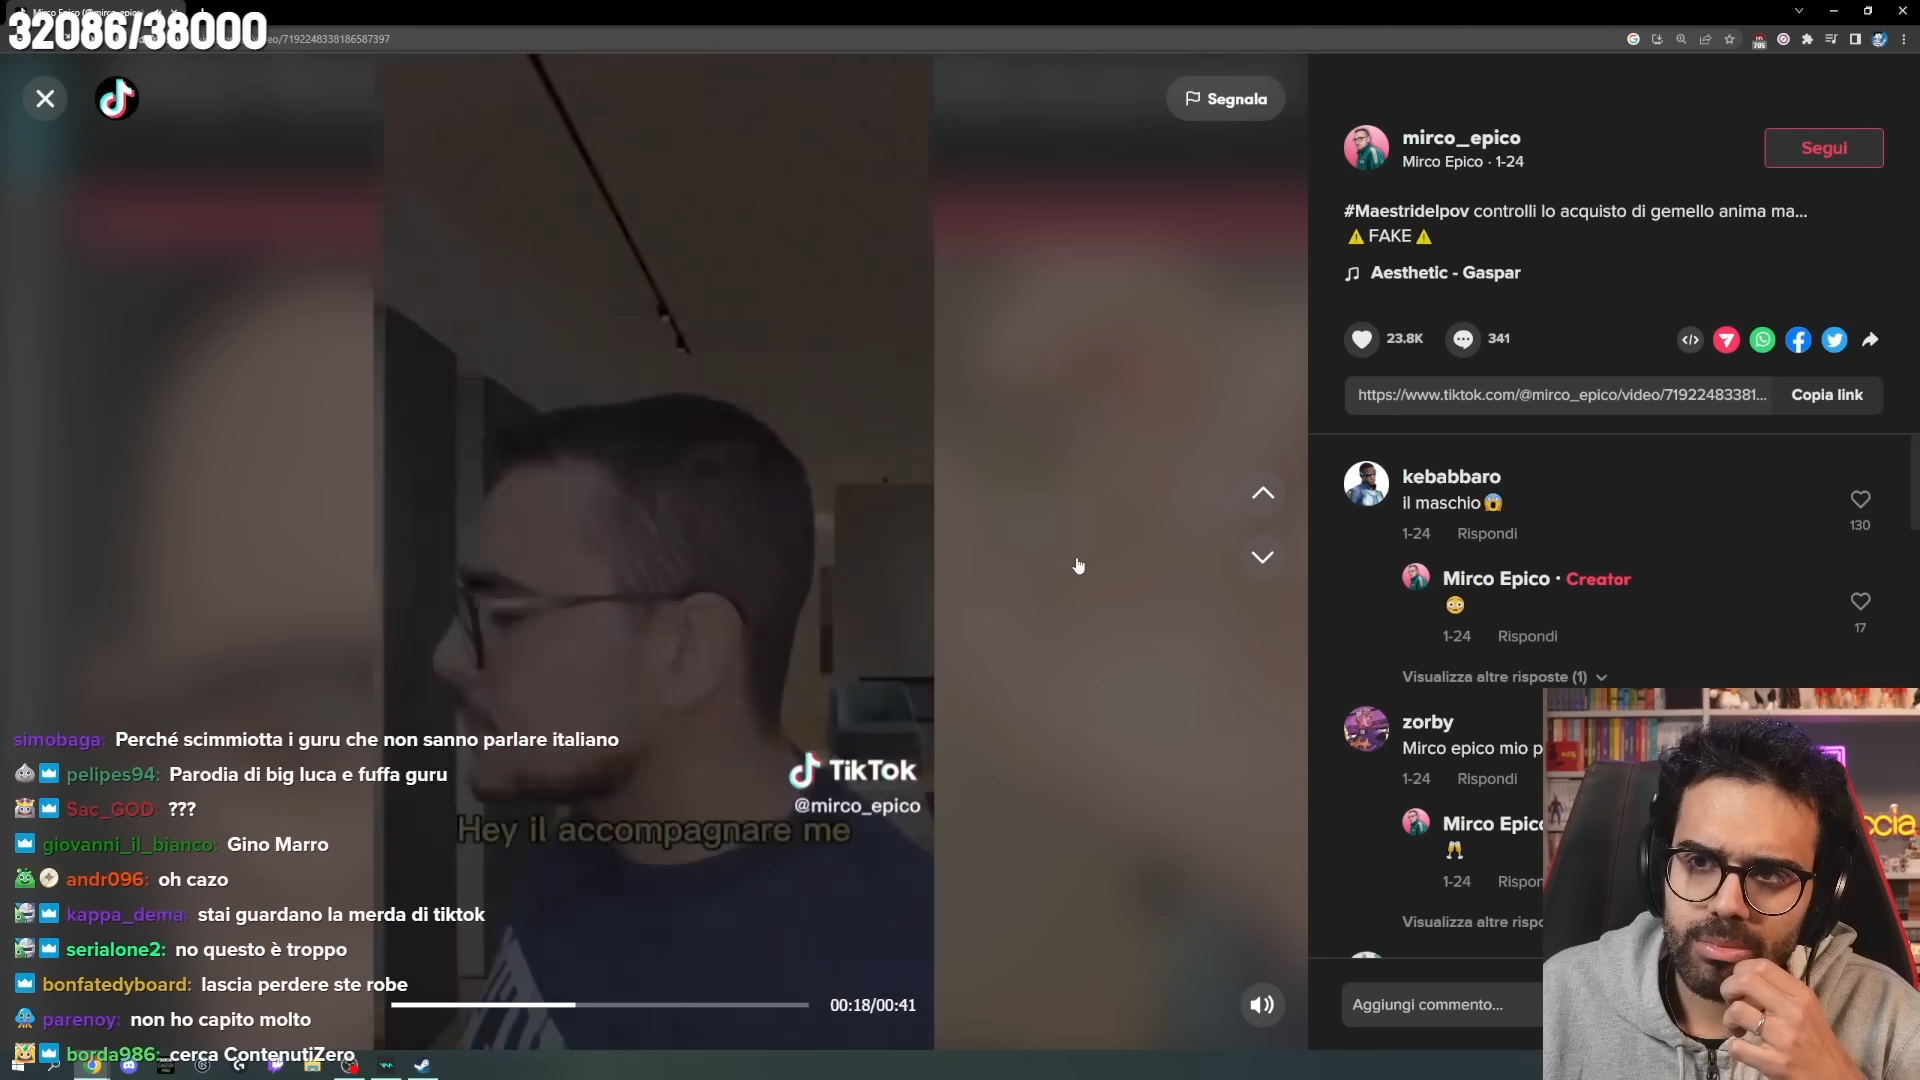 32086/38000
eo/7192248338186587397
705
Segnala
mirco_epico
Mirco Epico · 1-24
Segui
#Maestridelpov controlli lo acquisto di gemello anima ma...
⚠ FAKE ⚠
Aesthetic - Gaspar
23.8K
341
https://www.tiktok.com/@mirco_epico/video/71922483381...
Copia link
kebabbaro
il maschio😱
1-24 Rispondi
130
Mirco Epico · Creator
😳
1-24 Rispondi
17
Visualizza altre risposte (1)
zorby
Mirco epico mio p
1-24 Rispondi
Mirco Epic
🥂
1-24 Rispon
Visualizza altre rispo
Aggiungi commento...
TikTok
@mirco_epico
Hey il accompagnare me
00:18/00:41
simobaga: Perché scimmiotta i guru che non sanno parlare italiano
pelipes94: Parodia di big luca e fuffa guru
Sac_GOD: ???
giovanni_il_bianco: Gino Marro
andr096: oh cazo
kappa_dema: stai guardano la merda di tiktok
serialone2: no questo è troppo
bonfatedyboard: lascia perdere ste robe
parenoy: non ho capito molto
borda986: cerca ContenutiZero